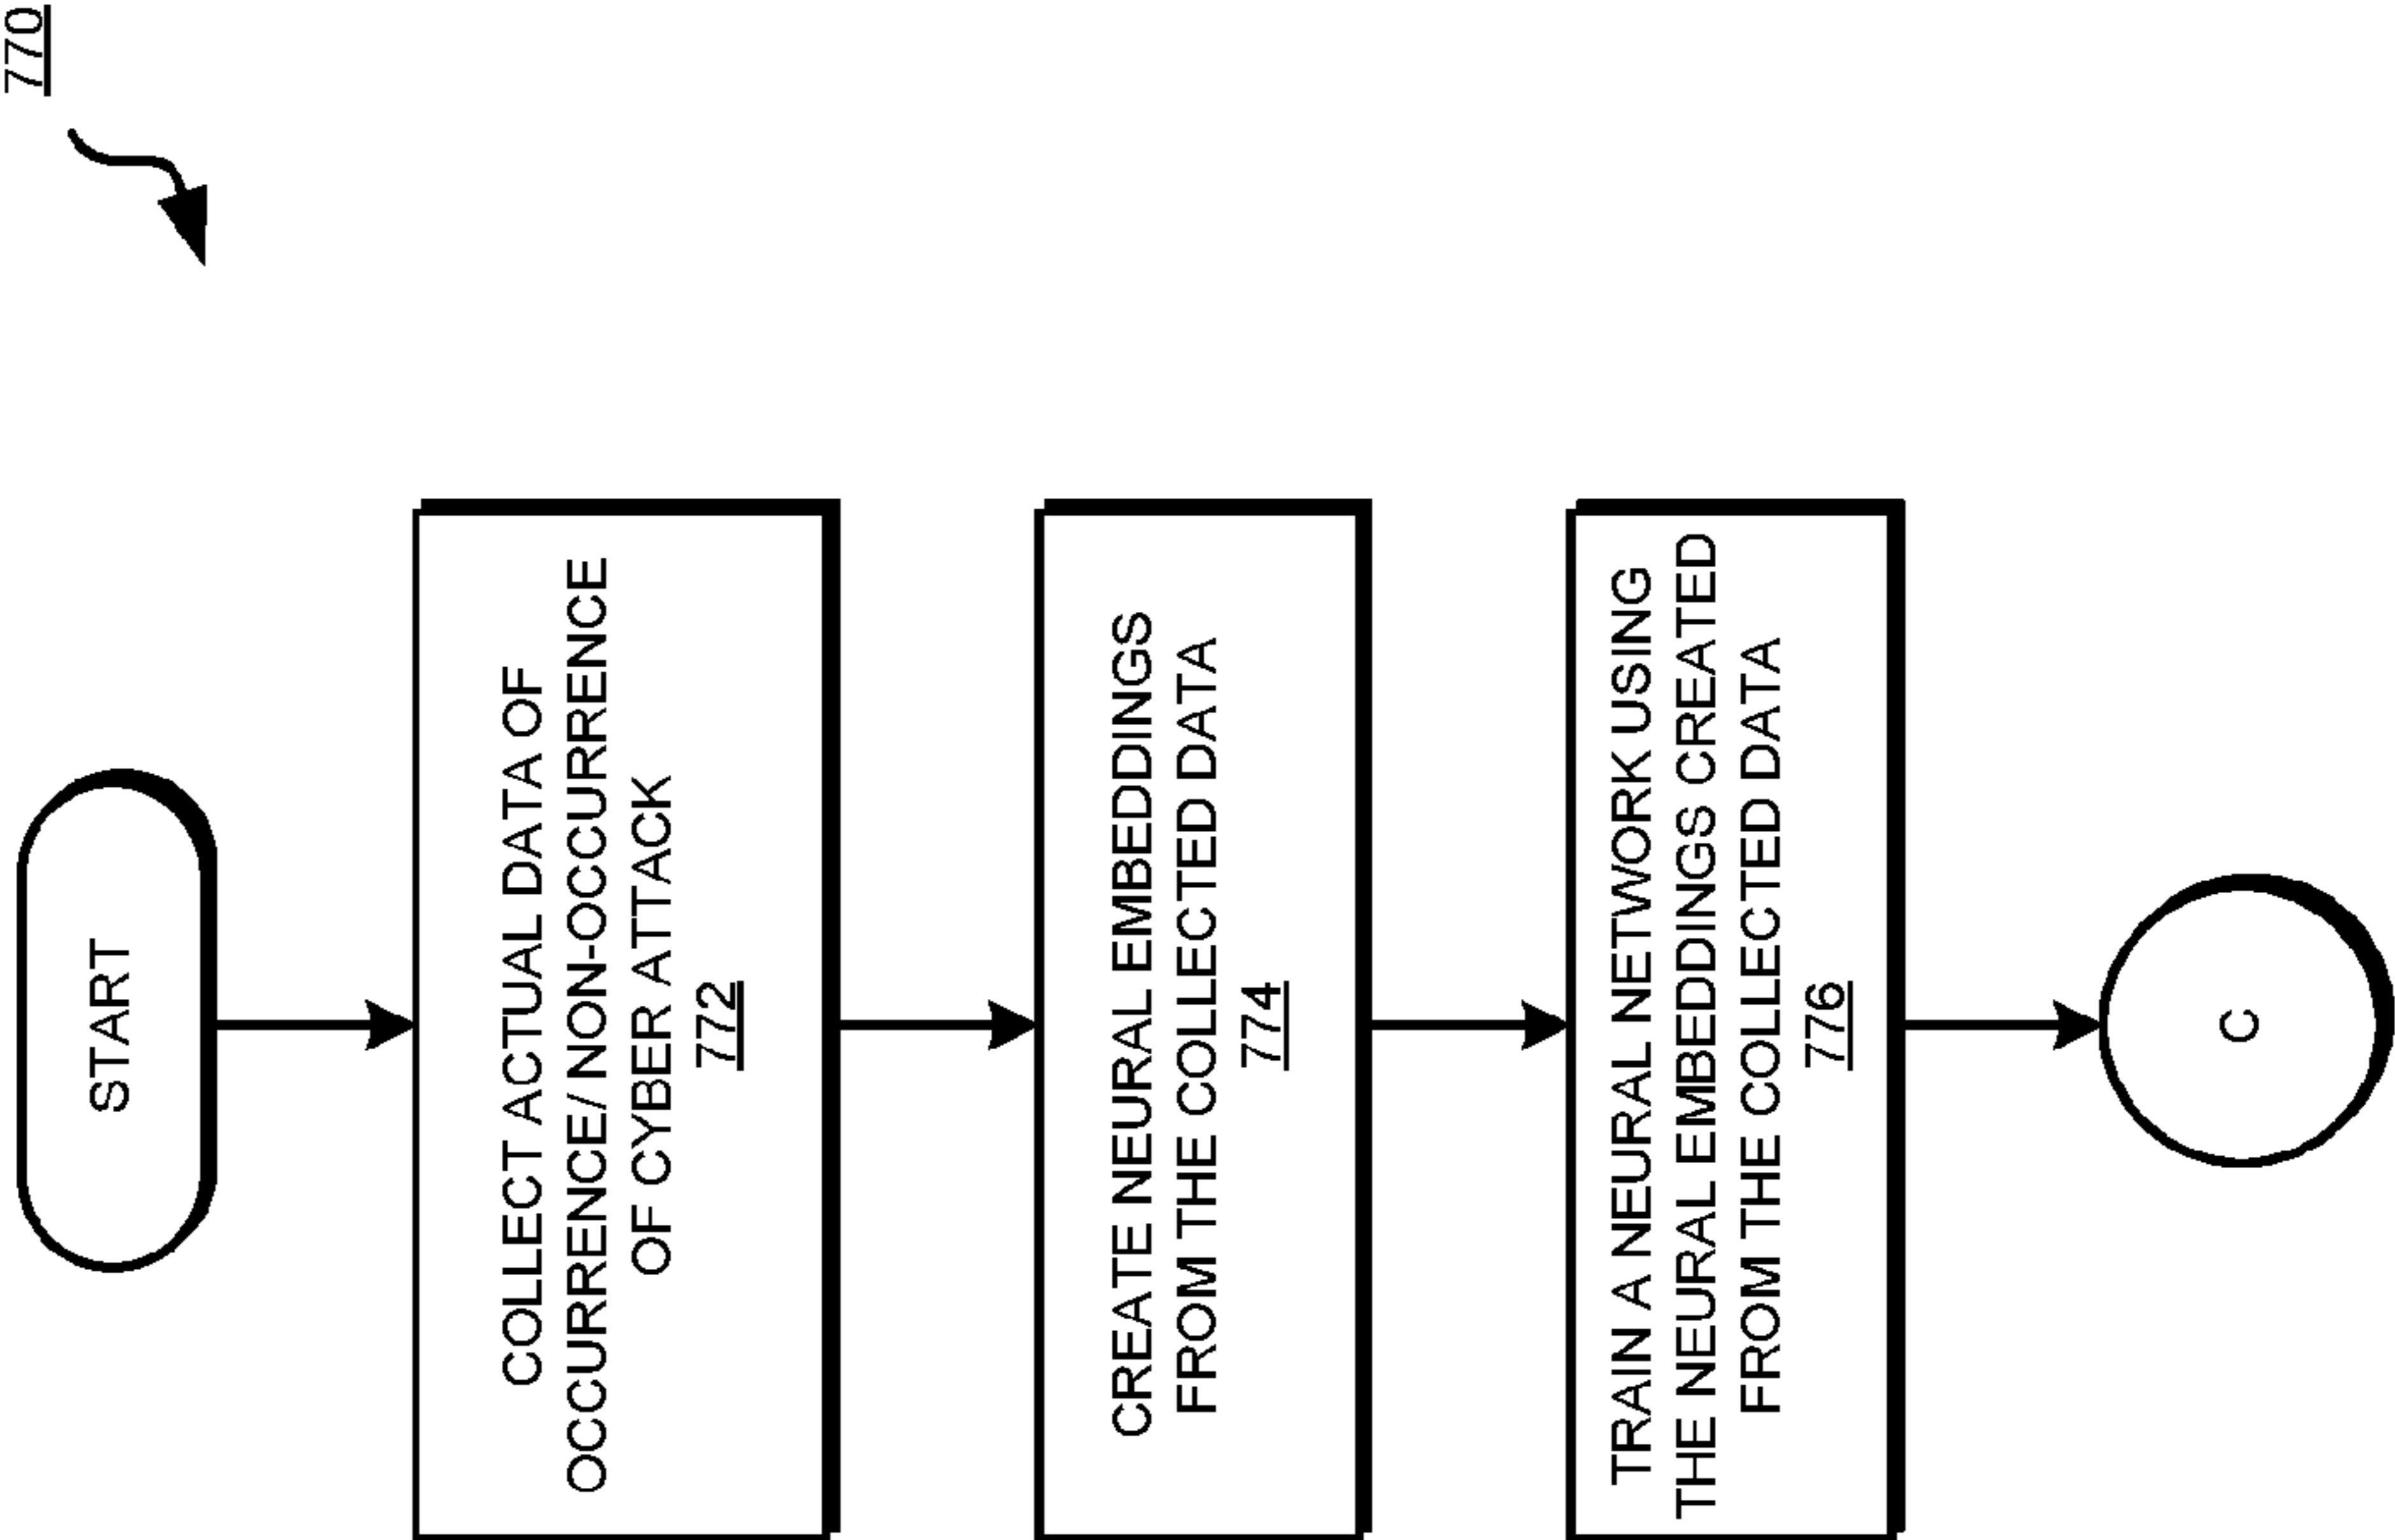 770
START
COLLECT ACTUAL DATA OF
OCCURRENCE/ NON-OCCURRENCE
OF CYBER ATTACK
772
CREATE NEURAL EMBEDDINGS
FROM THE COLLECTED DATA
774
TRAIN A NEURAL NETWORK USING
THE NEURAL EMBEDDINGS CREATED
FROM THE COLLECTED DATA
776
C